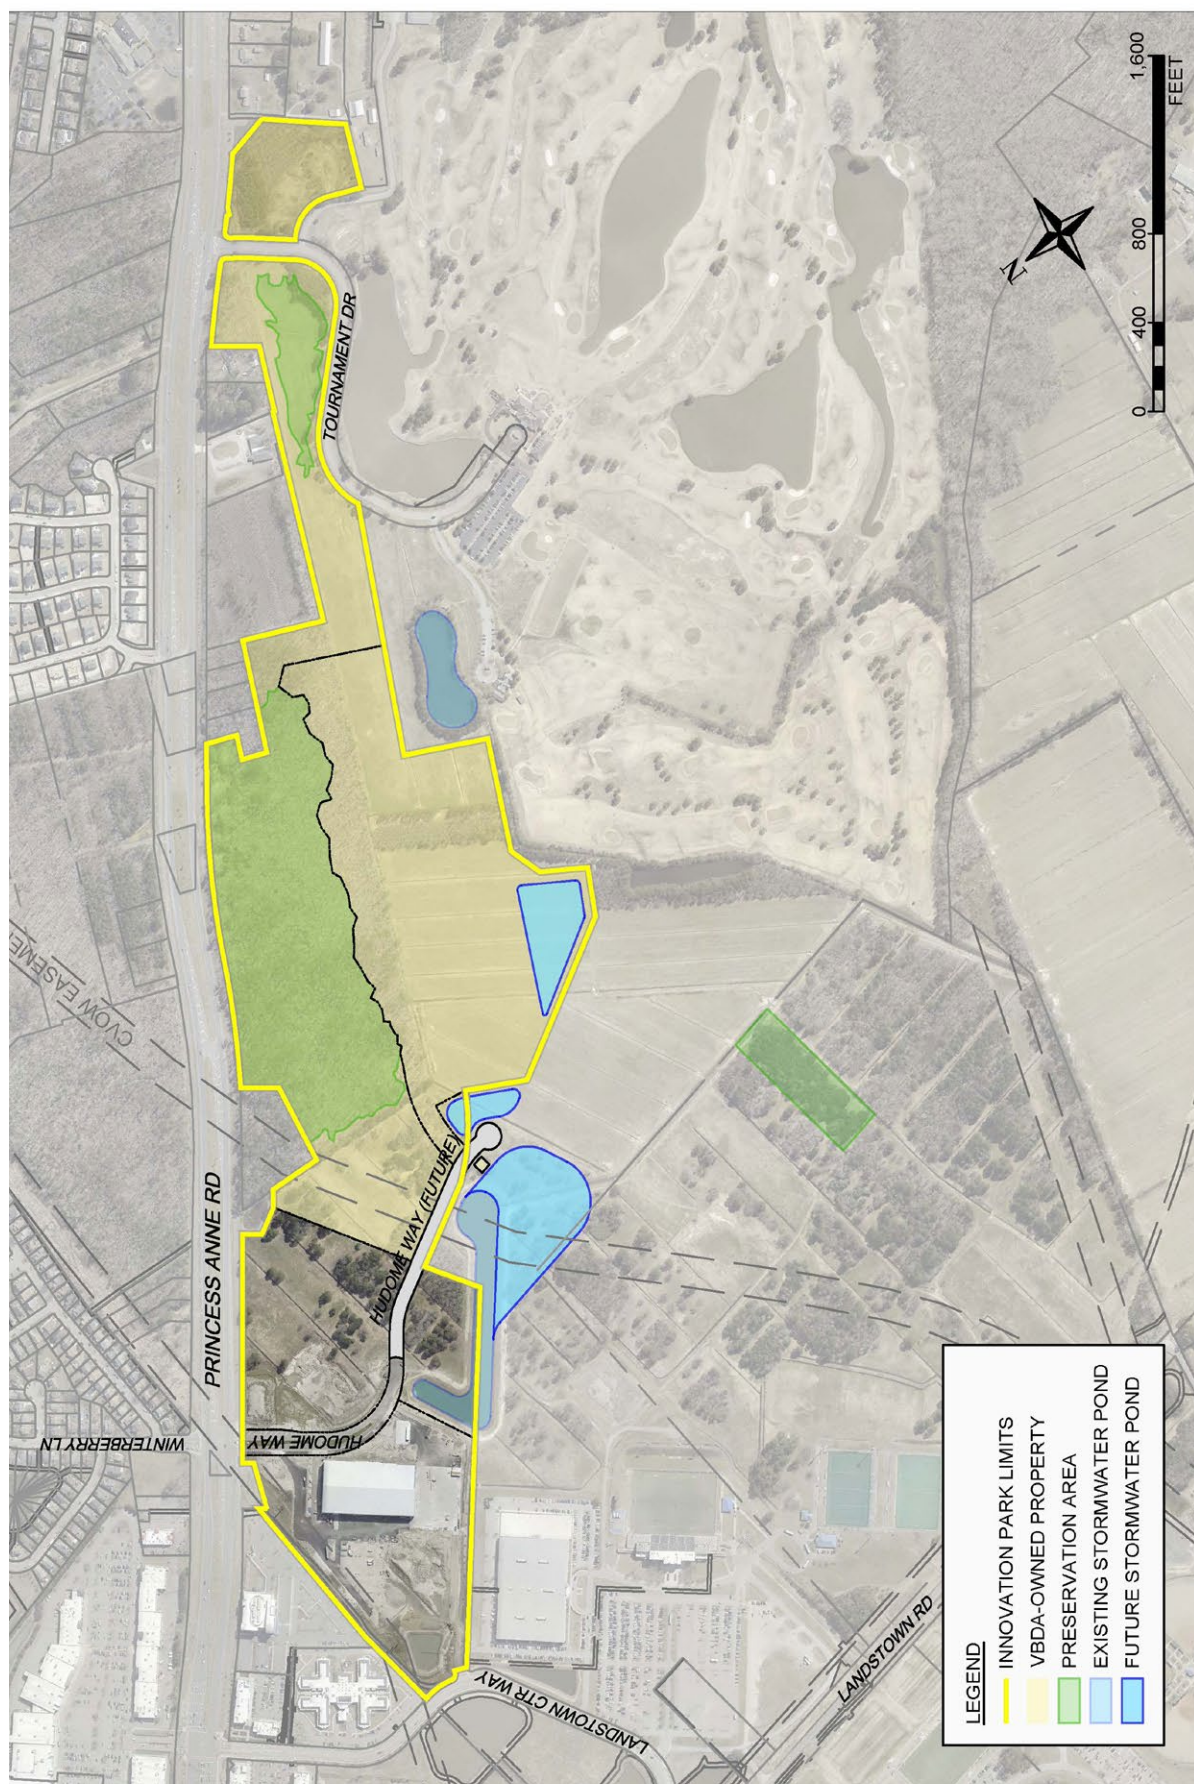 PRINCESS ANNE RD
WINTERBERRY LN
HUDOME WAY
HUDOME WAY (FUTURE)
CVOW EASEME
TOURNAMENT DR
LANDSTOWN CTR WAY
LANDSTOWN RD
N
0 400 800 1,600
FEET
LEGEND
INNOVATION PARK LIMITS
VBDA-OWNED PROPERTY
PRESERVATION AREA
EXISTING STORMWATER POND
FUTURE STORMWATER POND